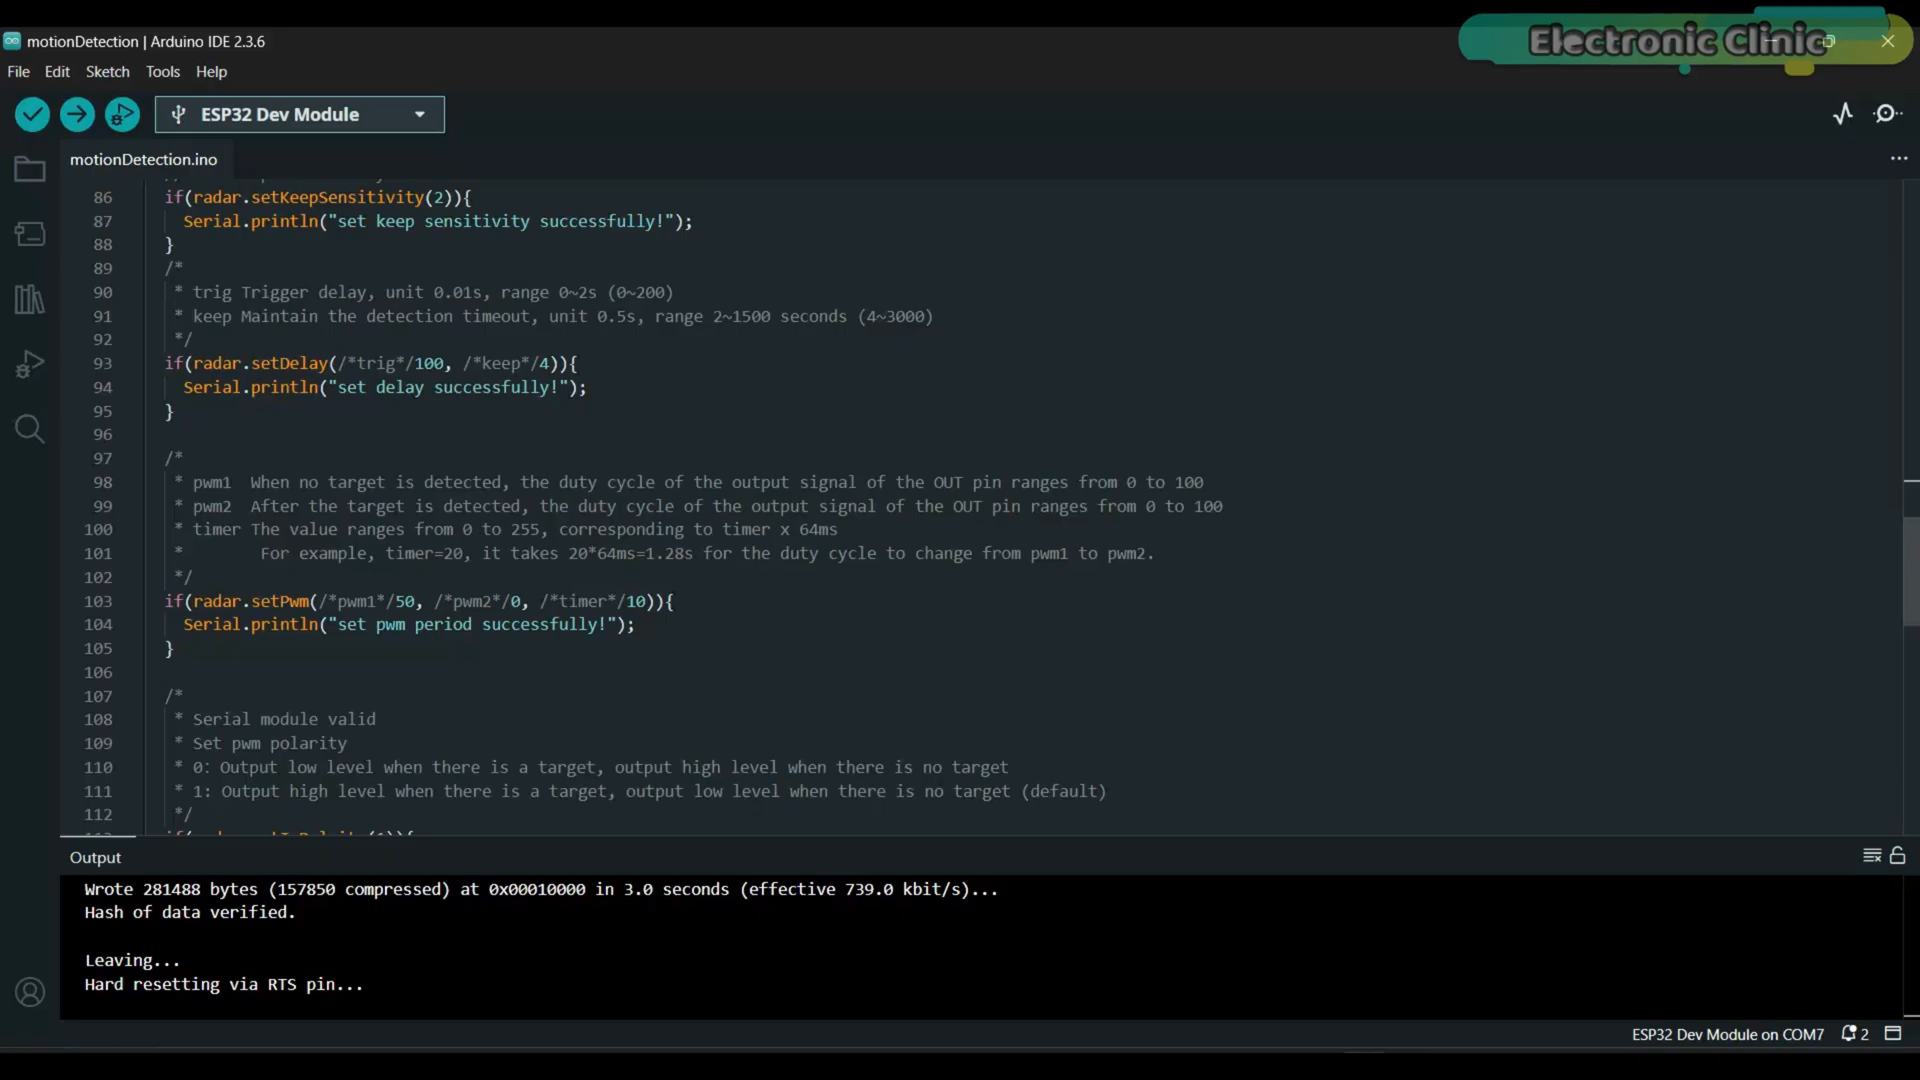 motionDetection | Arduino IDE 2.3.6
Electronic Clinic
File Edit Sketch Tools Help
ESP32 Dev Module
motionDetection.ino
86 if(radar.setKeepSensitivity(2)){
87 Serial.println("set keep sensitivity successfully!");
88 }
89 /*
90 * trig Trigger delay, unit 0.01s, range 0~2s (0~200)
91 * keep Maintain the detection timeout, unit 0.5s, range 2~1500 seconds (4~3000)
92 */
93 if(radar.setDelay(/*trig*/100, /*keep*/4)){
94 Serial.println("set delay successfully!");
95 }
96
97 /*
98 * pwm1 When no target is detected, the duty cycle of the output signal of the OUT pin ranges from 0 to 100
99 * pwm2 After the target is detected, the duty cycle of the output signal of the OUT pin ranges from 0 to 100
100 * timer The value ranges from 0 to 255, corresponding to timer x 64ms
101 * For example, timer=20, it takes 20*64ms=1.28s for the duty cycle to change from pwm1 to pwm2.
102 */
103 if(radar.setPwm(/*pwm1*/50, /*pwm2*/0, /*timer*/10)){
104 Serial.println("set pwm period successfully!");
105 }
106
107 /*
108 * Serial module valid
109 * Set pwm polarity
110 * 0: Output low level when there is a target, output high level when there is no target
111 * 1: Output high level when there is a target, output low level when there is no target (default)
112 */
Output
Wrote 281488 bytes (157850 compressed) at 0x00010000 in 3.0 seconds (effective 739.0 kbit/s)...
Hash of data verified.
Leaving...
Hard resetting via RTS pin...
ESP32 Dev Module on COM7 2